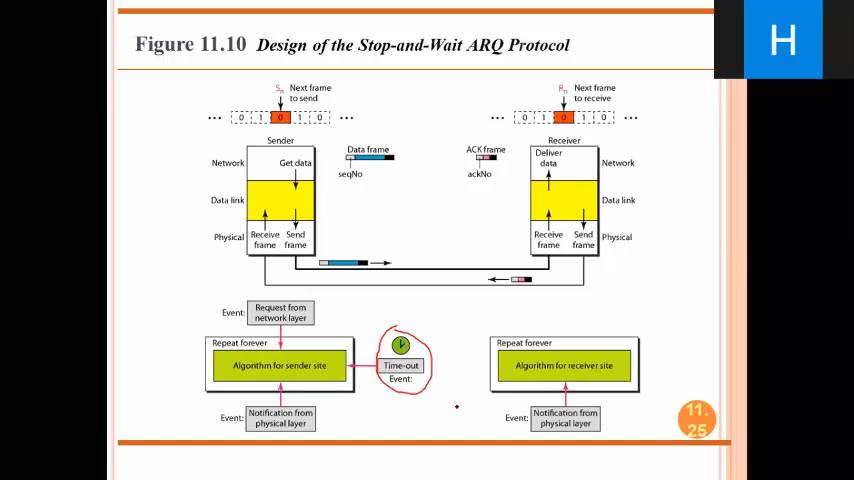 H
Figure 11.10 Design of the Stop-and-Wait ARQ Protocol
Sn Next frame
to send
Rn Next frame
to receive
••• 0 1 0 1 0 •••
••• 0 1 0 1 0 •••
Sender
Receiver
Data frame
ACK frame
seqNo
ackNo
Network
Get data
Deliver
data
Network
Data link
Data link
Physical
Receive
frame
Send
frame
Receive
frame
Send
frame
Physical
Event:
Request from
network layer
Repeat forever
Algorithm for sender site
Time-out
Event:
Repeat forever
Algorithm for receiver site
Event:
Notification from
physical layer
Event:
Notification from
physical layer
11.
25